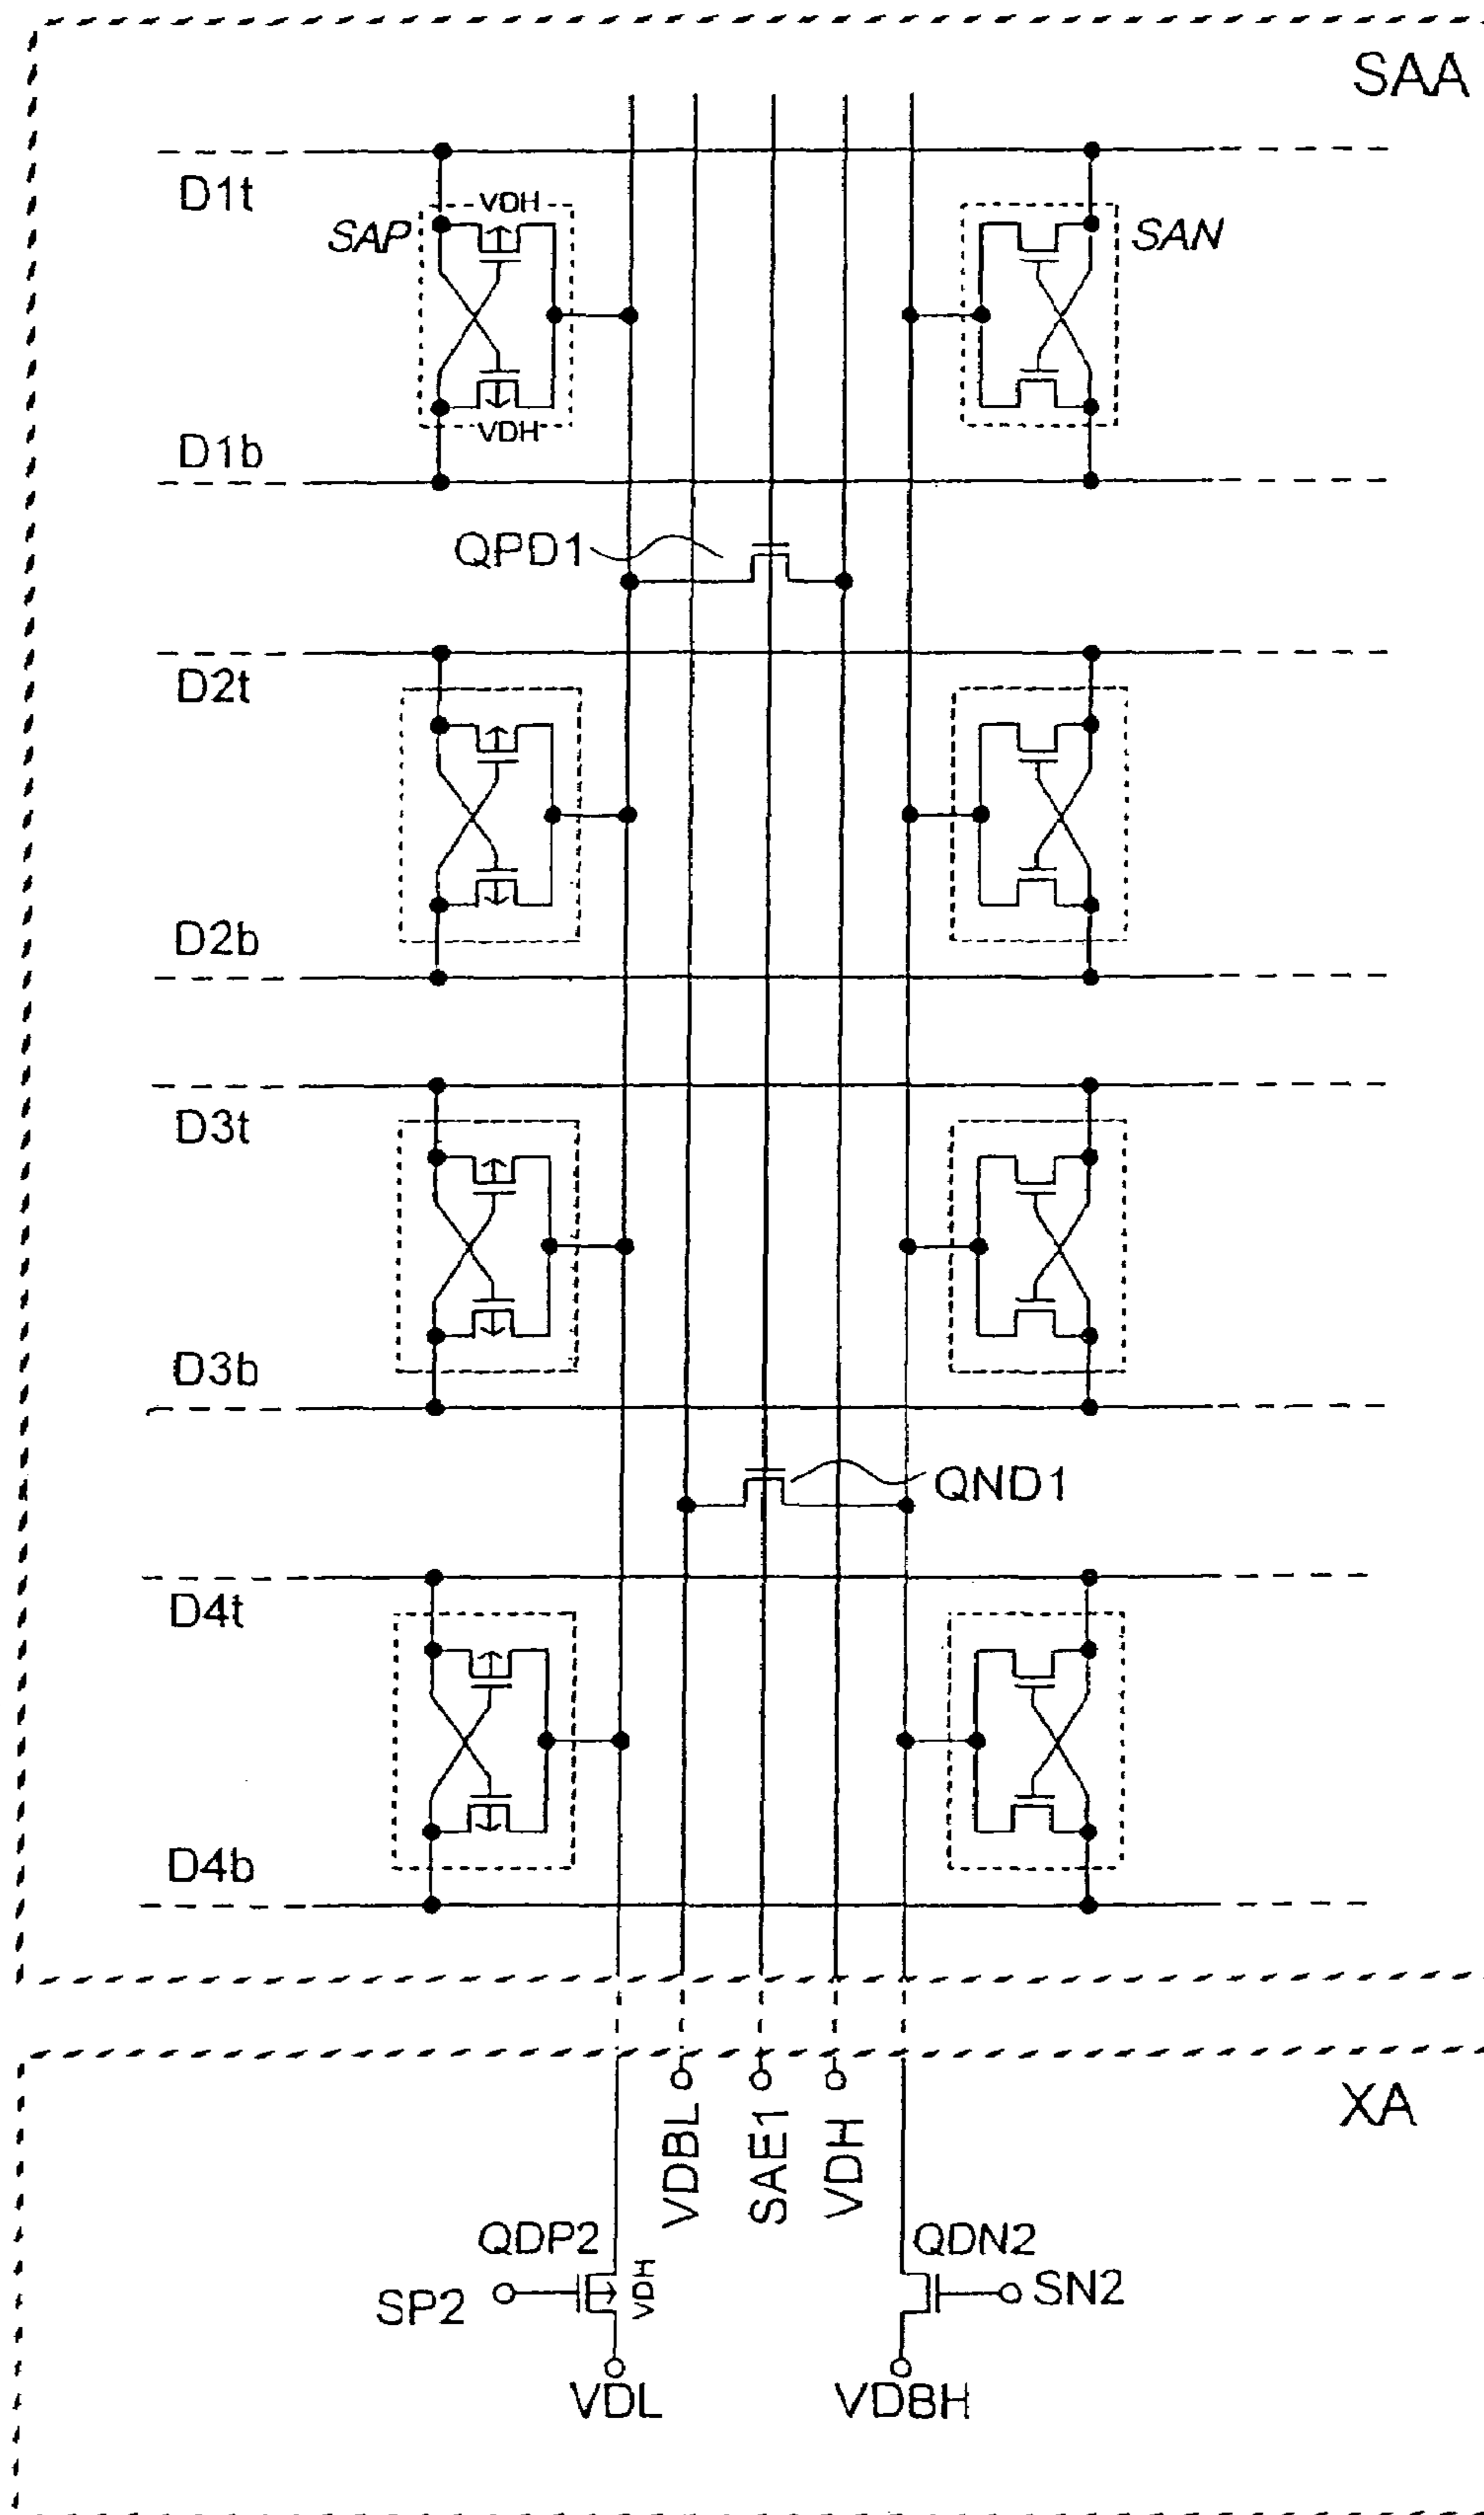 SAA
D1t
VDH
SAP
SAN
VDH
D1b
QPD1
D2t
D2b
D3t
D3b
QND1
D4t
D4b
XA
VDBL
SAE1
VDH
QDP2
VDH
QDN2
SP2
SN2
VDL
VDBH